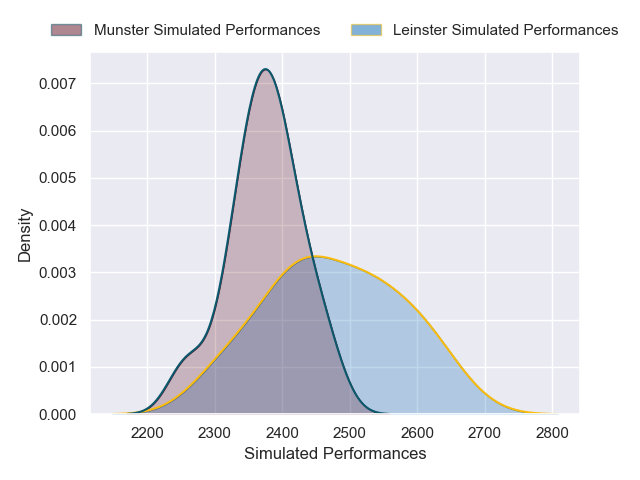 Munster Simulated Performances Leinster Simulated Performances
0.007
0.006
0.005
0.004
0.003
0.002
0.001
0.000
Density
2200 2300 2400 2500 2600 2700 2800
Simulated Performances